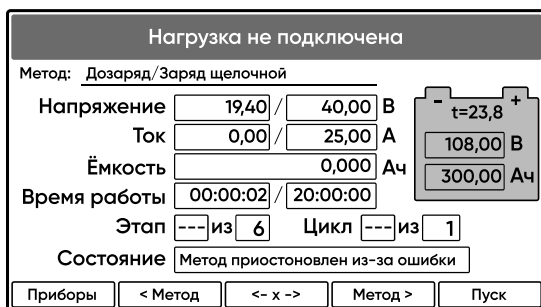 Нагрузка не подключена
Метод: Дозаряд/Заряд щелочной
Напряжение 19,40 / 40,00 В
Ток 0,00 / 25,00 А
Ёмкость 0,000 Ач
Время работы 00:00:02 / 20:00:00
Этап --- из 6 Цикл --- из 1
Состояние Метод приостоновлен из-за ошибки
- +
t=23,8
108,00 В
300,00 Ач
Приборы < Метод <- x -> Метод > Пуск